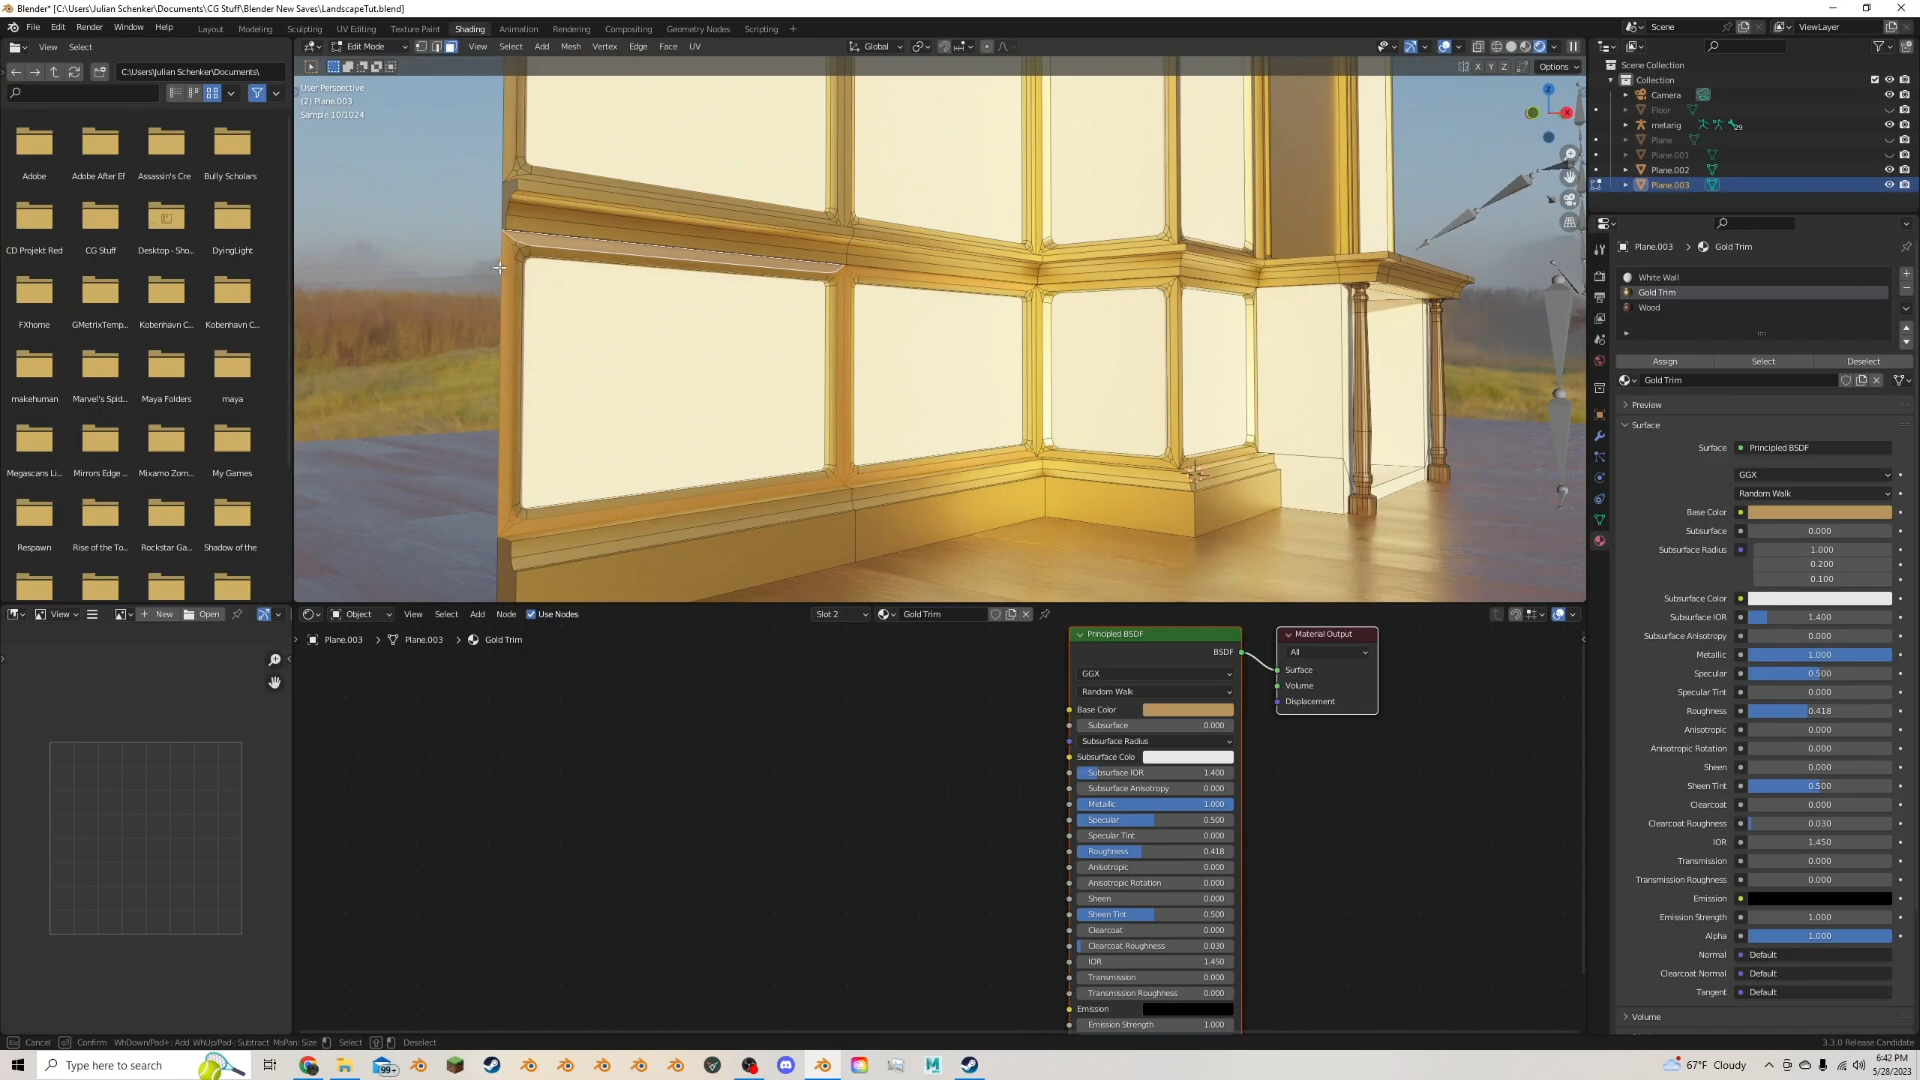 Blender* [C:\Users\Julian Schenker\Documents\CG Stuff\Blender New Saves\LandscapeTut.blend]
File Edit Render Window Help Layout Modeling Sculpting UV Editing Texture Paint Shading Animation Rendering Compositing Geometry Nodes Scripting + Scene ViewLayer
View Select
C:\Users\Julian Schenker\Documents\
Adobe Adobe After Ef Assassin's Cre Bully Scholars
CD Projekt Red CG Stuff Desktop - Sho... DyingLight
FXhome GMetrixTemp... Kobenhavn C... Kobenhavn C...
makehuman Marvel's Spid... Maya Folders maya
Megascans Li... Mirrors Edge ... Mixamo Zom... My Games
Respawn Rise of the To... Rockstar Ga... Shadow of the
Edit Mode View Select Add Mesh Vertex Edge Face UV Global
X Y Z Options
User Perspective
(2) Plane.003
Sample 10/1024
Z
X
Scene Collection
Collection
Camera
Floor
metarig 29
Plane
Plane.001
Plane.002
Plane.003
Plane.003 > Gold Trim
White Wall
Gold Trim
Wood
Assign Select Deselect
Gold Trim
Preview
Surface
Surface Principled BSDF
GGX
Random Walk
Base Color
Subsurface 0.000
Subsurface Radius 1.000
0.200
0.100
Subsurface Color
Subsurface IOR 1.400
Subsurface Anisotropy 0.000
Metallic 1.000
Specular 0.500
Specular Tint 0.000
Roughness 0.418
Anisotropic 0.000
Anisotropic Rotation 0.000
Sheen 0.000
Sheen Tint 0.500
Clearcoat 0.000
Clearcoat Roughness 0.030
IOR 1.450
Transmission 0.000
Transmission Roughness 0.000
Emission
Emission Strength 1.000
Alpha 1.000
Normal Default
Clearcoat Normal Default
Tangent Default
Volume
View New Open
Object View Select Add Node Use Nodes Slot 2 Gold Trim
Plane.003 > Plane.003 > Gold Trim
Principled BSDF
BSDF
GGX
Random Walk
Base Color
Subsurface 0.000
Subsurface Radius
Subsurface Colo
Subsurface IOR 1.400
Subsurface Anisotropy 0.000
Metallic 1.000
Specular 0.500
Specular Tint 0.000
Roughness 0.418
Anisotropic 0.000
Anisotropic Rotation 0.000
Sheen 0.000
Sheen Tint 0.500
Clearcoat 0.000
Clearcoat Roughness 0.030
IOR 1.450
Transmission 0.000
Transmission Roughness 0.000
Emission
Emission Strength 1.000
Material Output
All
Surface
Volume
Displacement
Esc Cancel Confirm WhDown/Pad+: Add WhUp/Pad-: Subtract MsPan: Size Select Deselect 3.3.0 Release Candidate
Type here to search 99+ 67°F Cloudy 6:42 PM
5/28/2023